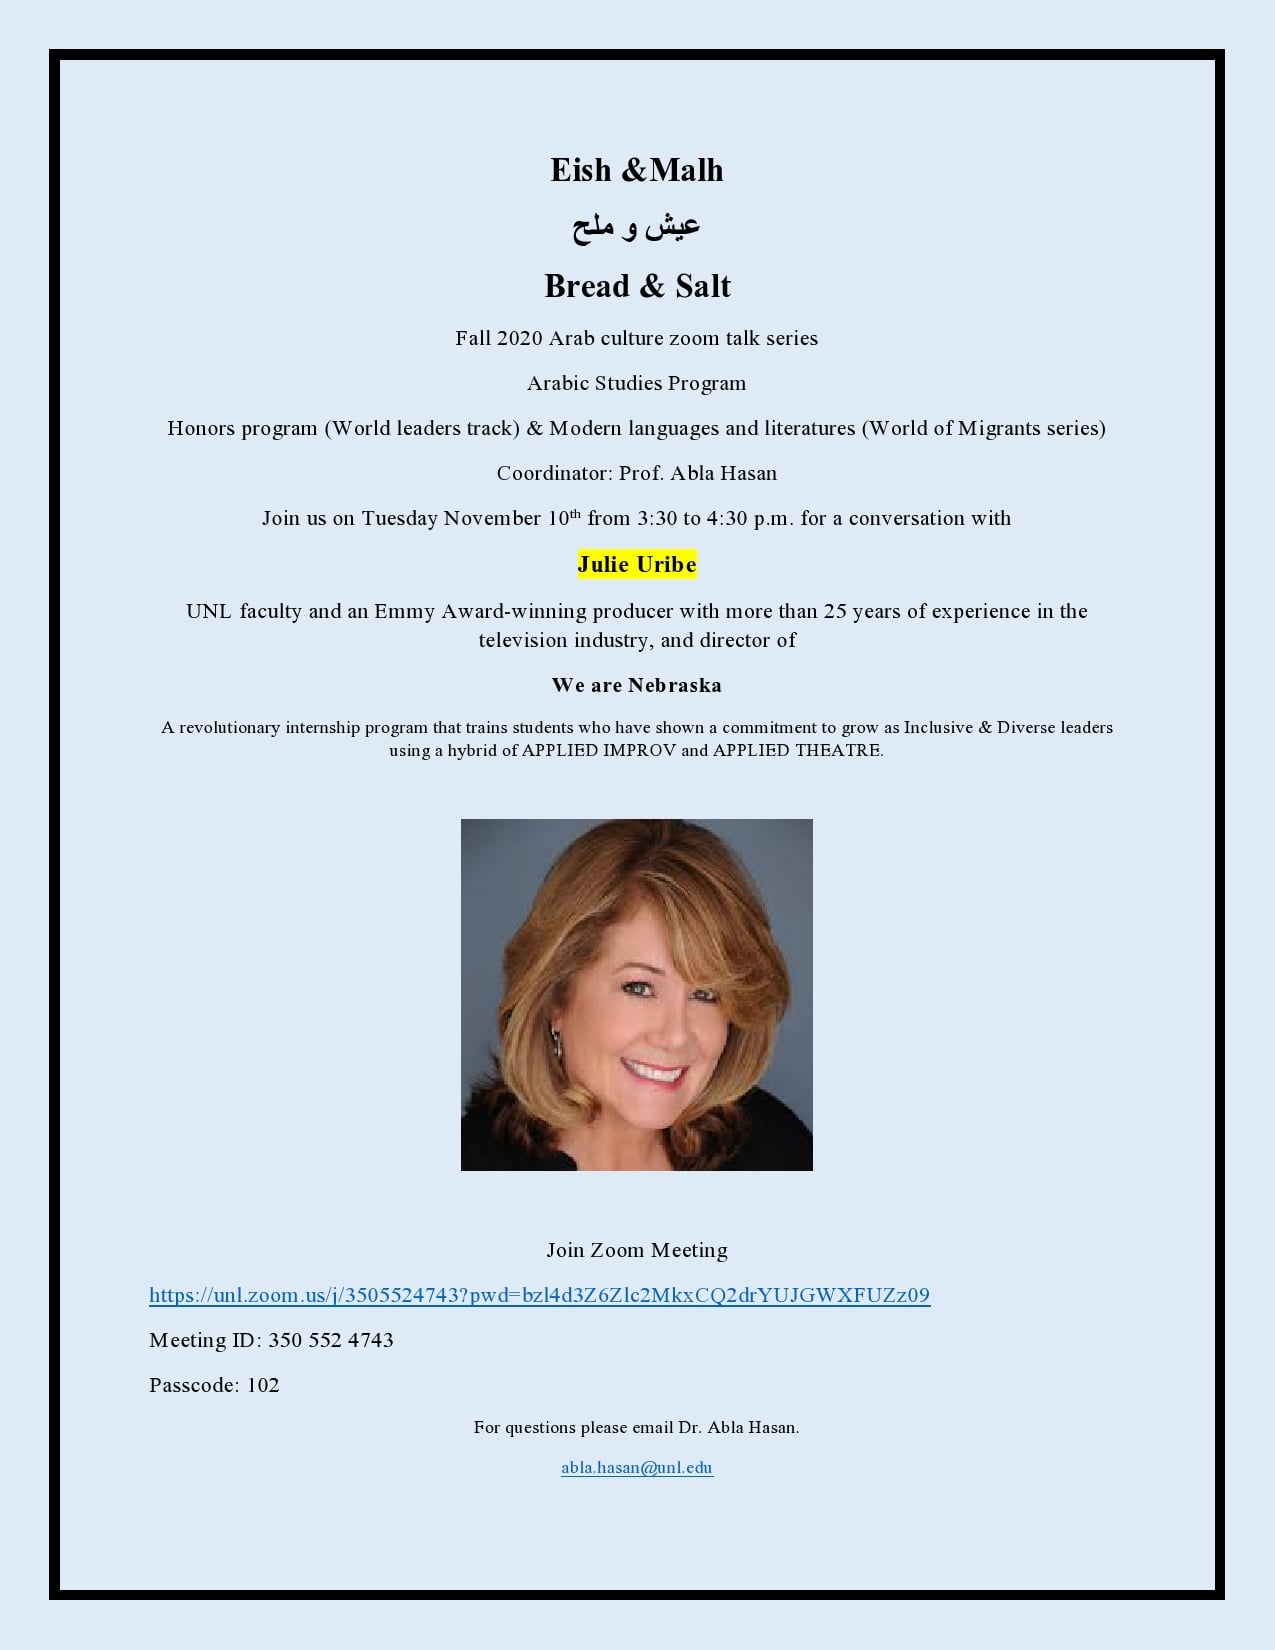 Eish &Malh
عيش و ملح
Bread & Salt
Fall 2020 Arab culture zoom talk series
Arabic Studies Program
Honors program (World leaders track) & Modern languages and literatures (World of Migrants series)
Coordinator: Prof. Abla Hasan
Join us on Tuesday November 10th from 3:30 to 4:30 p.m. for a conversation with
Julie Uribe
UNL faculty and an Emmy Award-winning producer with more than 25 years of experience in the
television industry, and director of
We are Nebraska
A revolutionary internship program that trains students who have shown a commitment to grow as Inclusive & Diverse leaders
using a hybrid of APPLIED IMPROV and APPLIED THEATRE.
Join Zoom Meeting
https://unl.zoom.us/j/3505524743?pwd=bzl4d3Z6Zlc2MkxCQ2drYUJGWXFUZz09
Meeting ID: 350 552 4743
Passcode: 102
For questions please email Dr. Abla Hasan.
abla.hasan@unl.edu